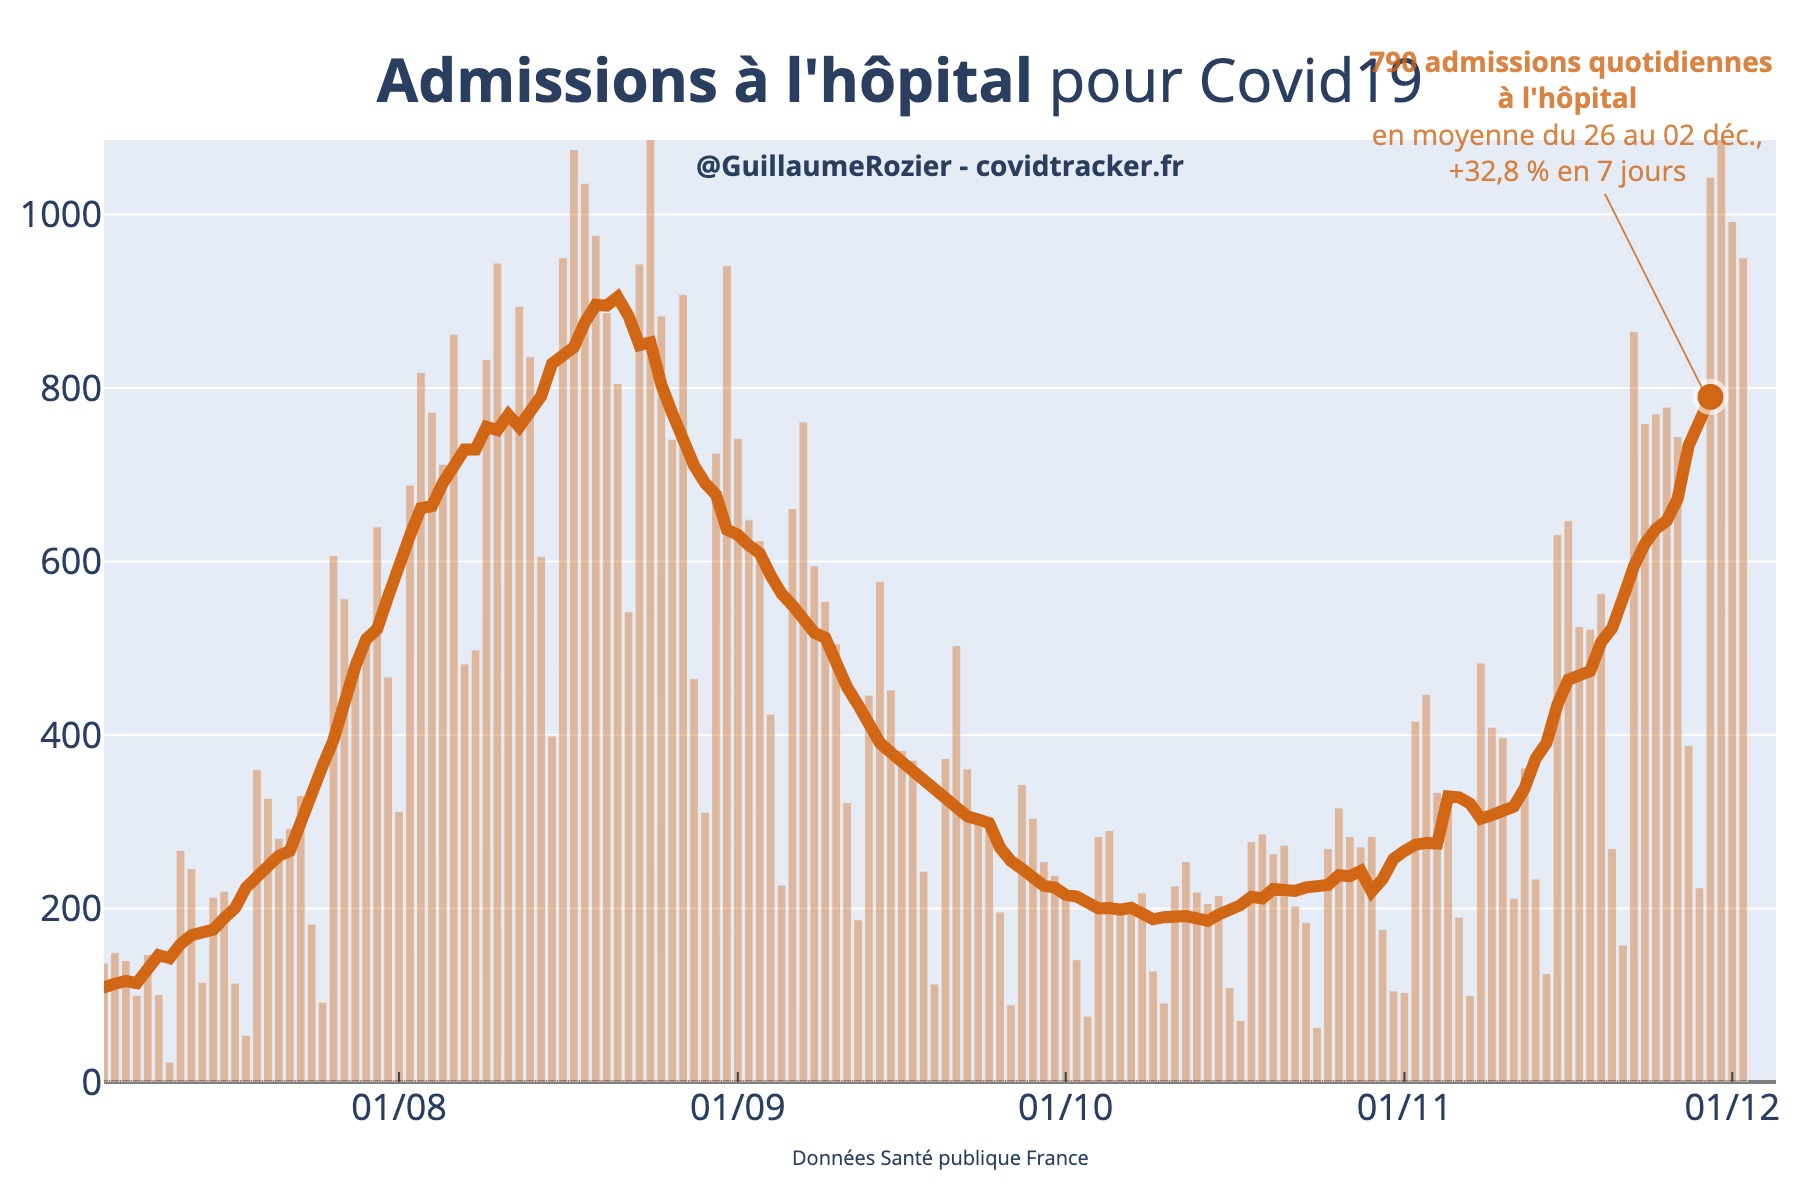 Admissions à l'hôpital pour Covid19
790 admissions quotidiennes
à l'hôpital
en moyenne du 26 au 02 déc.,
+32,8 % en 7 jours
@GuillaumeRozier - covidtracker.fr
1000
800
600
400
200
0
01/08
01/09
01/10
01/11
01/12
Données Santé publique France